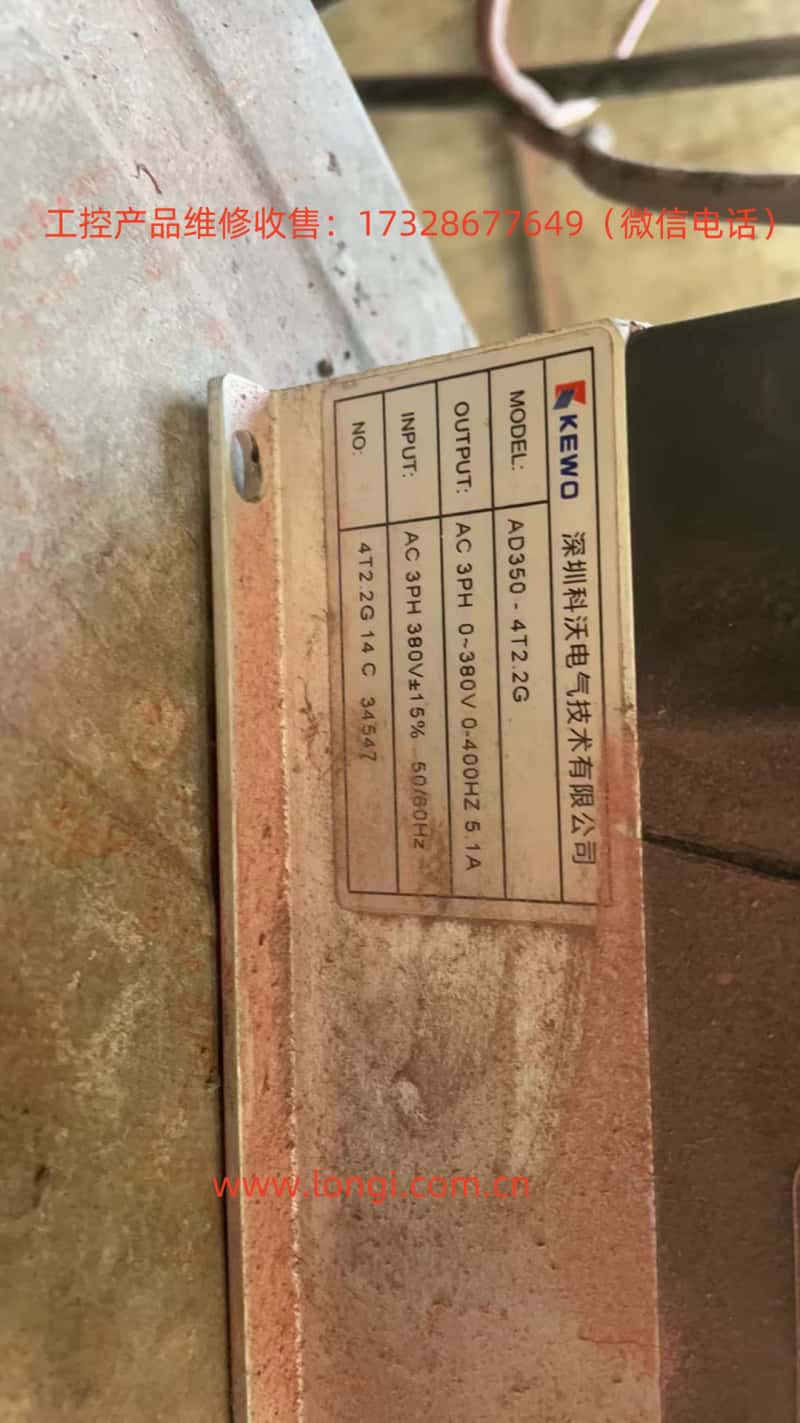 工控产品维修收售：17328677649（微信电话）
KEWO 深圳科沃电气技术有限公司
MODEL: AD350-4T2.2G
OUTPUT: AC 3PH 0~380V 0-400HZ 5.1A
INPUT: AC 3PH 380V±15% 50/60Hz
NO: 4T2.2G 14C 34547
www.longi.com.cn